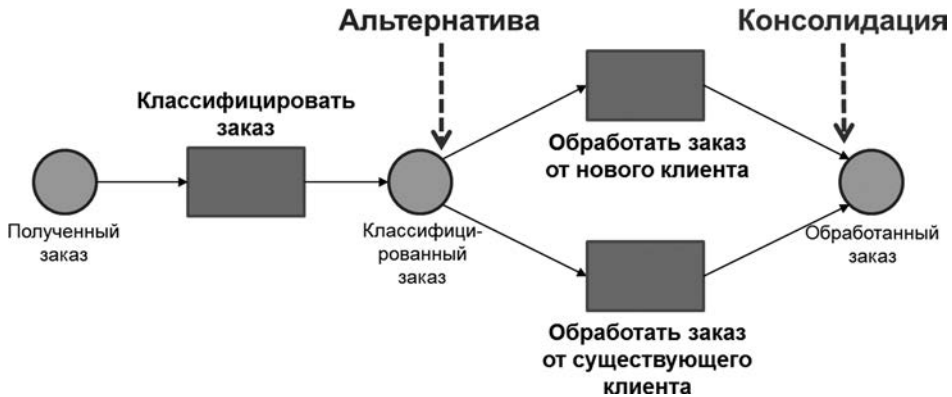 Альтернатива
Консолидация
Классифицировать
заказ
Обработать заказ
от нового клиента
Полученный
заказ
Классифици-
рованный
заказ
Обработанный
заказ
Обработать заказ
от существующего
клиента